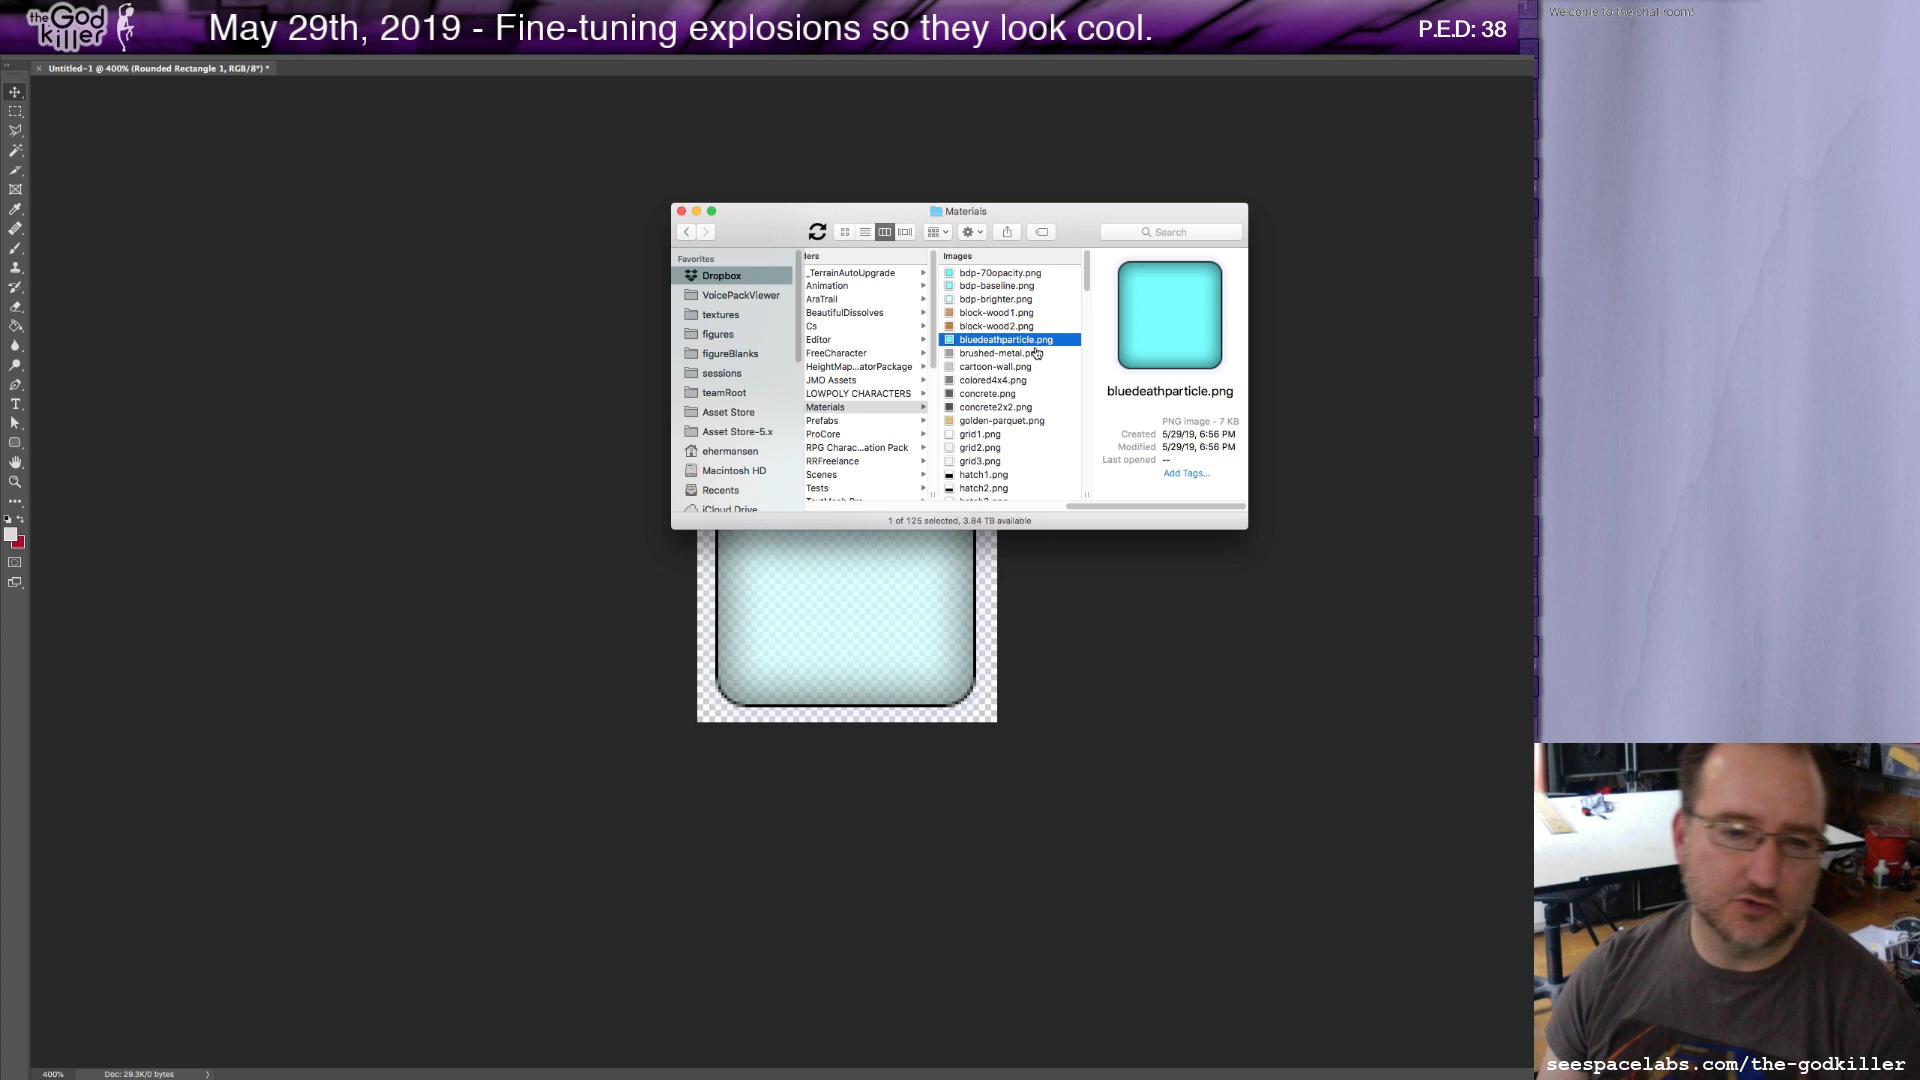 the God killer
May 29th, 2019 - Fine-tuning explosions so they look cool.
P.E.D: 38
Welcome to the chat room!
Untitled-1 @ 400% (Rounded Rectangle 1, RGB/8*) *
Materials
Search
Favorites
Dropbox
VoicePackViewer
textures
figures
figureBlanks
sessions
teamRoot
Asset Store
Asset Store-5.x
ehermansen
Macintosh HD
Recents
iCloud Drive
ders
_TerrainAutoUpgrade
Animation
AraTrail
BeautifulDissolves
Cs
Editor
FreeCharacter
HeightMap...atorPackage
JMO Assets
LOWPOLY CHARACTERS
Materials
Prefabs
ProCore
RPG Charac...ation Pack
RRFreelance
Scenes
Tests
Images
bdp-70opacity.png
bdp-baseline.png
bdp-brighter.png
block-wood1.png
block-wood2.png
bluedeathparticle.png
brushed-metal.png
cartoon-wall.png
colored4x4.png
concrete.png
concrete2x2.png
golden-parquet.png
grid1.png
grid2.png
grid3.png
hatch1.png
hatch2.png
bluedeathparticle.png
PNG image - 7 KB
Created 5/29/19, 6:56 PM
Modified 5/29/19, 6:56 PM
Last opened --
Add Tags...
1 of 125 selected, 3.84 TB available
400%
Doc: 29.3K/0 bytes
seespacelabs.com/the-godkiller